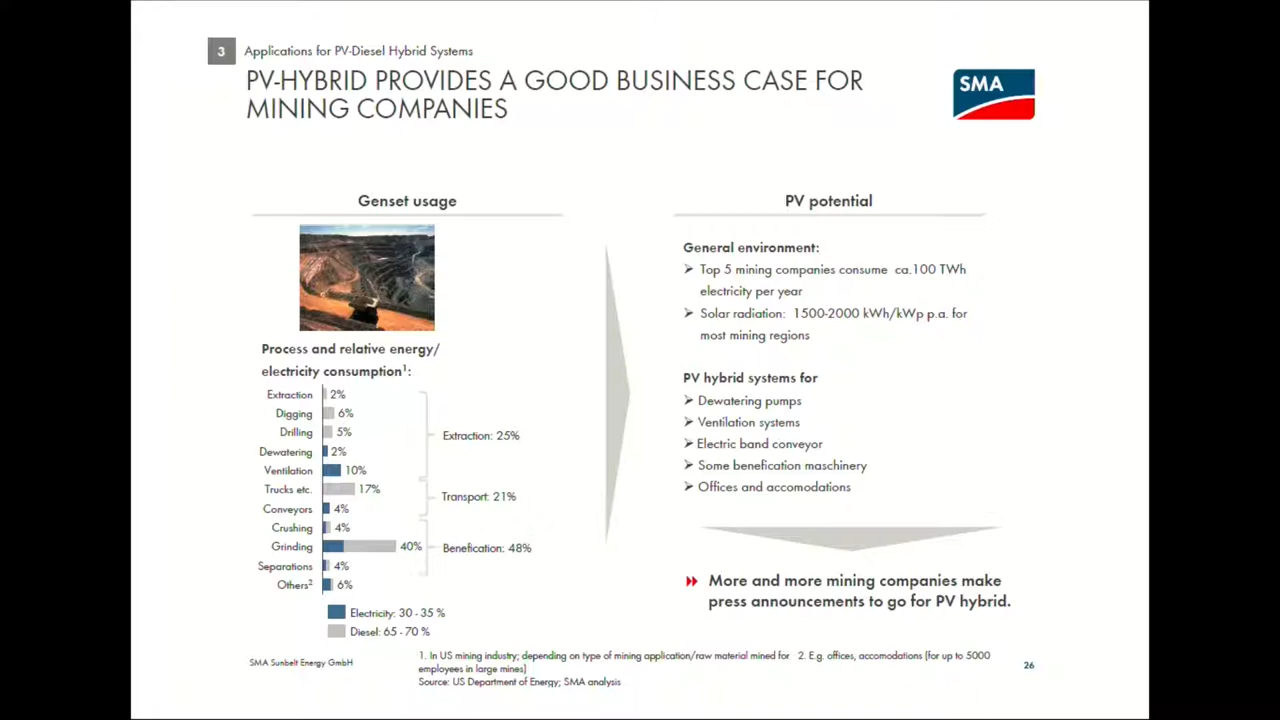 3 Applications for PV-Diesel Hybrid Systems
PV-HYBRID PROVIDES A GOOD BUSINESS CASE FOR
MINING COMPANIES
SMA
Genset usage
Process and relative energy/
electricity consumption¹:
Extraction 2%
Digging 6%
Drilling 5%
Dewatering 2%
Ventilation 10%
Trucks etc. 17%
Conveyors 4%
Crushing 4%
Grinding 40%
Separations 4%
Others² 6%
Extraction: 25%
Transport: 21%
Benefication: 48%
Electricity: 30 - 35 %
Diesel: 65 - 70 %
PV potential
General environment:
➢ Top 5 mining companies consume ca.100 TWh
electricity per year
➢ Solar radiation: 1500-2000 kWh/kWp p.a. for
most mining regions
PV hybrid systems for
➢ Dewatering pumps
➢ Ventilation systems
➢ Electric band conveyor
➢ Some benefication maschinery
➢ Offices and accomodations
More and more mining companies make
press announcements to go for PV hybrid.
SMA Sunbelt Energy GmbH
1. In US mining industry; depending on type of mining application/raw material mined for 2. E.g. offices, accomodations (for up to 5000
employees in large mines)
Source: US Department of Energy; SMA analysis
26